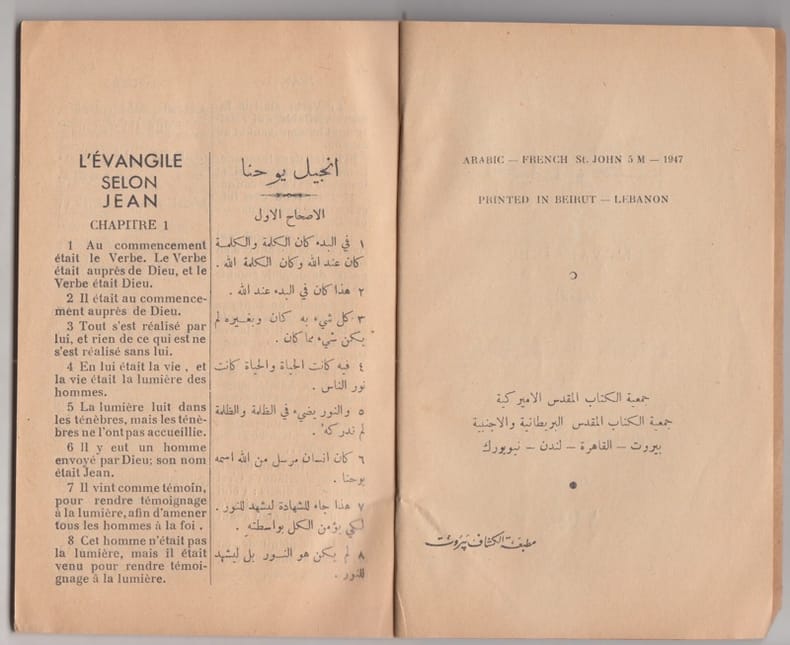 L'ÉVANGILE
SELON
JEAN
CHAPITRE 1
1 Au commencement
était le Verbe. Le Verbe
était auprès de Dieu, et le
Verbe était Dieu.
2 Il était au commence-
ment auprès de Dieu.
3 Tout s'est réalisé par
lui, et rien de ce qui est ne
s'est réalisé sans lui.
4 En lui était la vie , et
la vie était la lumière des
hommes.
5 La lumière luit dans
les ténèbres, mais les ténè-
bres ne l'ont pas accueillie.
6 Il y eut un homme
envoyé par Dieu; son nom
était Jean.
7 Il vint comme témoin,
pour rendre témoignage
à la lumière, afin d'amener
tous les hommes à la foi .
8 Cet homme n'était pas
la lumière, mais il était
venu pour rendre témoi-
gnage à la lumière.
انجيل يوحنا
الاصحاح الاول
١ في البدء كان الكلمة والكلمة
كان عند الله وكان الكلمة الله .
٢ هذا كان في البدء عند الله .
٣ كل شيء به كان وبغيره لم
يكن شيء مما كان .
٤ فيه كانت الحياة والحياة كانت
نور الناس .
٥ والنور يضيء في الظلمة والظلمة
لم تدركه ُ .
٦ كان انسان مرسل من الله اسمه
يوحنا .
٧ هذا جاء للشهادة ليشهد للنور .
لكي يؤمن الكل بواسطته .
٨ لم يكن هو النور بل ليشهد
للنور .
ARABIC — FRENCH St. JOHN 5 M — 1947
PRINTED IN BEIRUT — LEBANON
جمعية الكتاب المقدس الاميركية
جمعية الكتاب المقدس البريطانية والاجنبية
بيروت – القاهرة – لندن – نيويورك
مطبعة الكشاف بيروت